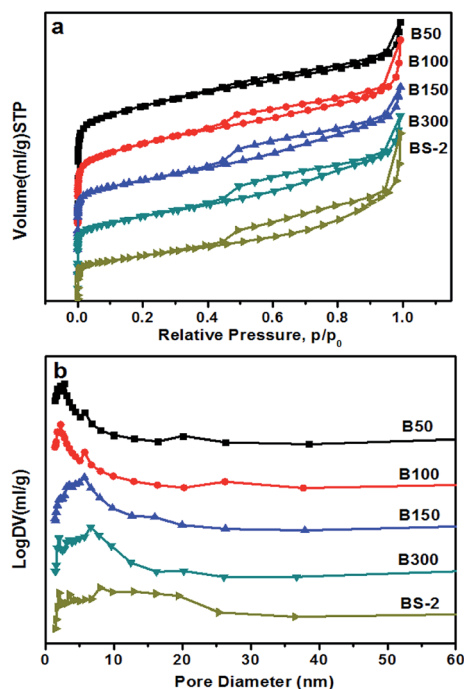 a
B50
B100
B150
B300
BS-2
Volume(ml/g)STP
0.0 0.2 0.4 0.6 0.8 1.0
Relative Pressure, p/p0
b
B50
B100
B150
B300
BS-2
LogDV(ml/g)
0 10 20 30 40 50 60
Pore Diameter (nm)